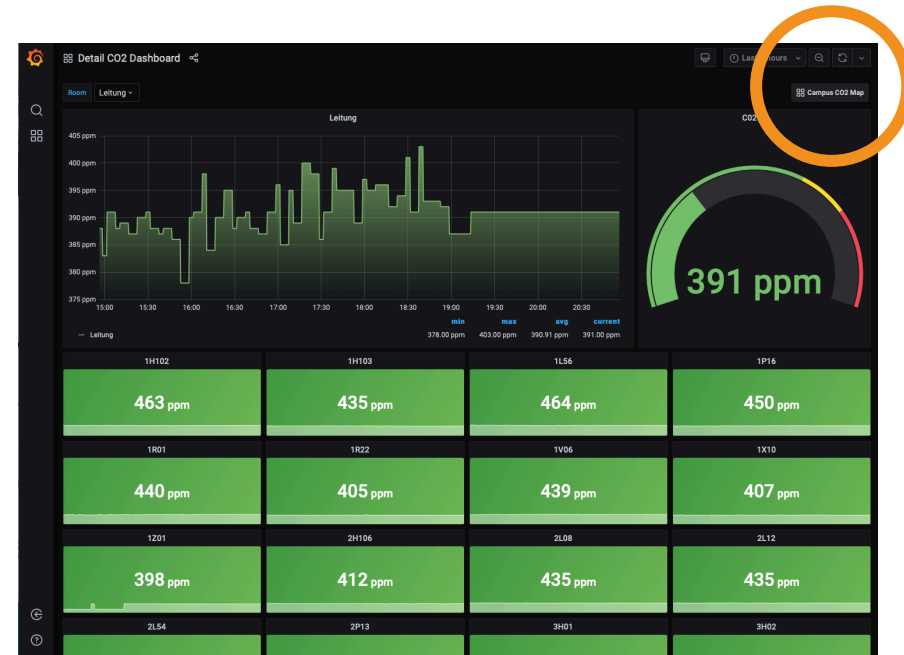 Detail CO2 Dashboard
Room Leitung
Campus CO2 Map
Leitung
405 ppm
400 ppm
395 ppm
390 ppm
385 ppm
380 ppm
375 ppm
15:00 15:30 16:00 16:30 17:00 17:30 18:00 18:30 19:00 19:30 20:00 20:30
min max avg current
Leitung 378.00 ppm 403.00 ppm 390.91 ppm 391.00 ppm
391 ppm
1H102 1H103 1L56 1P16
463 ppm 435 ppm 464 ppm 450 ppm
1R01 1R22 1V06 1X10
440 ppm 405 ppm 439 ppm 407 ppm
1Z01 2H106 2L08 2L12
398 ppm 412 ppm 435 ppm 435 ppm
2L54 2P13 3H01 3H02